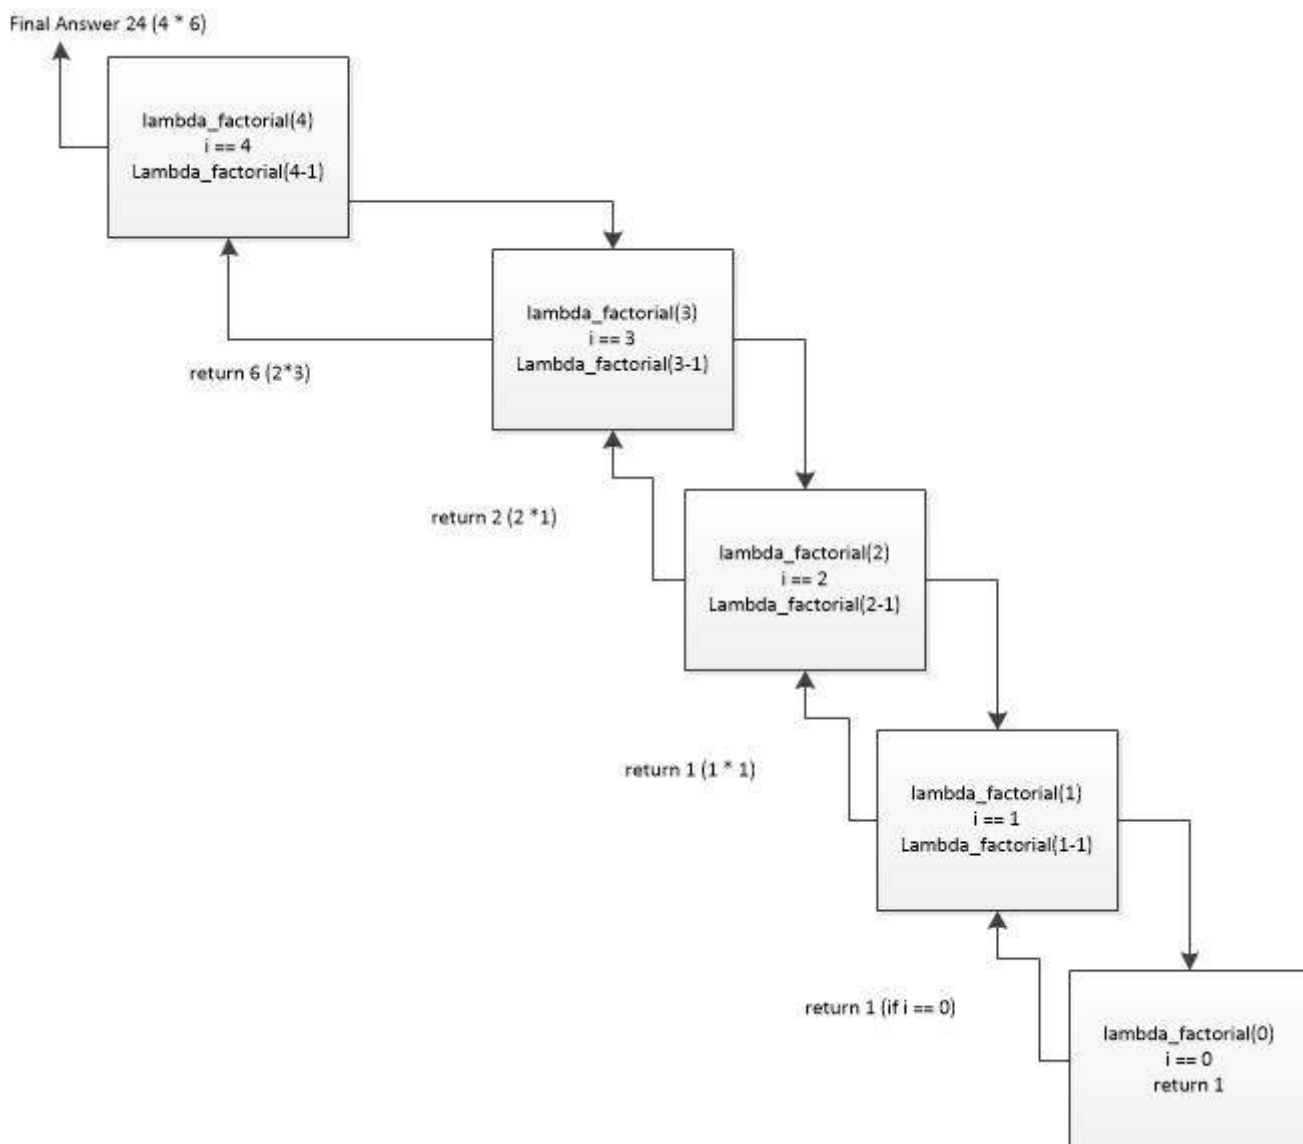 Final Answer 24 (4 * 6)
lambda_factorial(4)
i == 4
Lambda_factorial(4-1)
lambda_factorial(3)
i == 3
Lambda_factorial(3-1)
return 6 (2*3)
return 2 (2 *1)
lambda_factorial(2)
i == 2
Lambda_factorial(2-1)
return 1 (1 * 1)
lambda_factorial(1)
i == 1
Lambda_factorial(1-1)
return 1 (if i == 0)
lambda_factorial(0)
i == 0
return 1